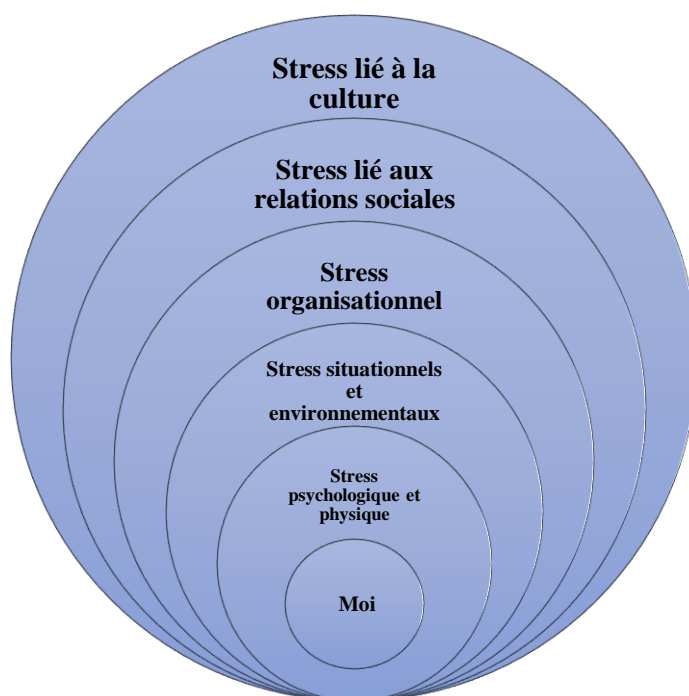 Stress lié à la
culture
Stress lié aux
relations sociales
Stress
organisationnel
Stress situationnels
et
environnementaux
Stress
psychologique et
physique
Moi